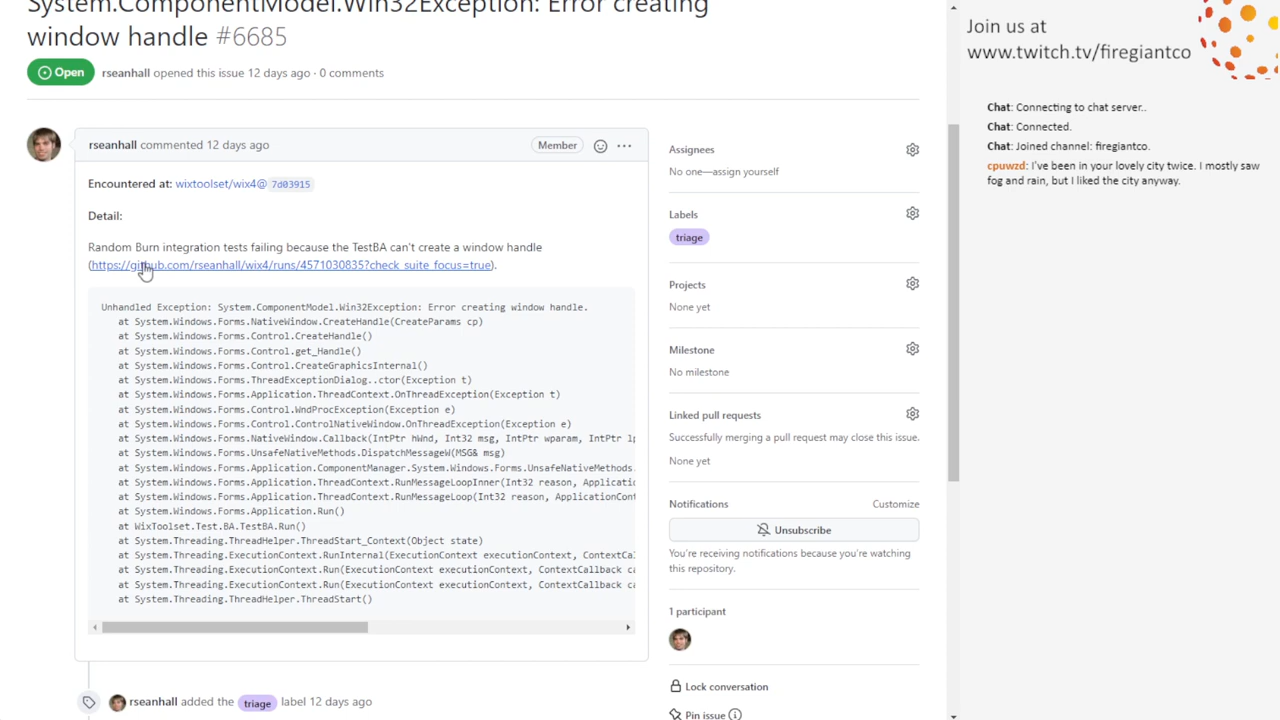 System.ComponentModel.Win32Exception: Error creating
window handle #6685
Open
rseanhall opened this issue 12 days ago · 0 comments
rseanhall commented 12 days ago
Member
Encountered at: wixtoolset/wix4@ 7d03915
Detail:
Random Burn integration tests failing because the TestBA can't create a window handle
(https://github.com/rseanhall/wix4/runs/4571030835?check_suite_focus=true).
Unhandled Exception: System.ComponentModel.Win32Exception: Error creating window handle.
at System.Windows.Forms.NativeWindow.CreateHandle(CreateParams cp)
at System.Windows.Forms.Control.CreateHandle()
at System.Windows.Forms.Control.get_Handle()
at System.Windows.Forms.Control.CreateGraphicsInternal()
at System.Windows.Forms.ThreadExceptionDialog..ctor(Exception t)
at System.Windows.Forms.Application.ThreadContext.OnThreadException(Exception t)
at System.Windows.Forms.Control.WndProcException(Exception e)
at System.Windows.Forms.Control.ControlNativeWindow.OnThreadException(Exception e)
at System.Windows.Forms.NativeWindow.Callback(IntPtr hWnd, Int32 msg, IntPtr wparam, IntPtr lp
at System.Windows.Forms.UnsafeNativeMethods.DispatchMessageW(MSG& msg)
at System.Windows.Forms.Application.ComponentManager.System.Windows.Forms.UnsafeNativeMethods.
at System.Windows.Forms.Application.ThreadContext.RunMessageLoopInner(Int32 reason, Applicatio
at System.Windows.Forms.Application.ThreadContext.RunMessageLoop(Int32 reason, ApplicationCont
at System.Windows.Forms.Application.Run()
at WixToolset.Test.BA.TestBA.Run()
at System.Threading.ThreadHelper.ThreadStart_Context(Object state)
at System.Threading.ExecutionContext.RunInternal(ExecutionContext executionContext, ContextCal
at System.Threading.ExecutionContext.Run(ExecutionContext executionContext, ContextCallback ca
at System.Threading.ExecutionContext.Run(ExecutionContext executionContext, ContextCallback ca
at System.Threading.ThreadHelper.ThreadStart()
rseanhall added the triage label 12 days ago
Assignees
No one—assign yourself
Labels
triage
Projects
None yet
Milestone
No milestone
Linked pull requests
Successfully merging a pull request may close this issue.
None yet
Notifications
Customize
Unsubscribe
You're receiving notifications because you're watching
this repository.
1 participant
Lock conversation
Pin issue
Join us at
www.twitch.tv/firegiantco
Chat: Connecting to chat server..
Chat: Connected.
Chat: Joined channel: firegiantco.
cpuwzd: I've been in your lovely city twice. I mostly saw
fog and rain, but I liked the city anyway.